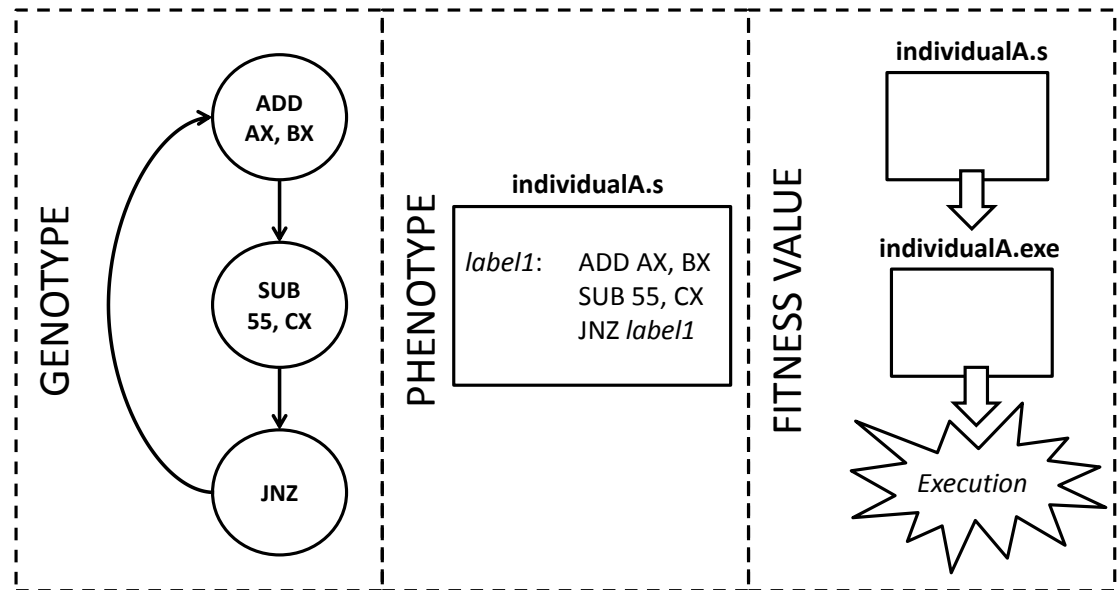 GENOTYPE
ADD
AX, BX
SUB
55, CX
JNZ
PHENOTYPE
individualA.s
label1: ADD AX, BX
SUB 55, CX
JNZ label1
FITNESS VALUE
individualA.s
individualA.exe
Execution